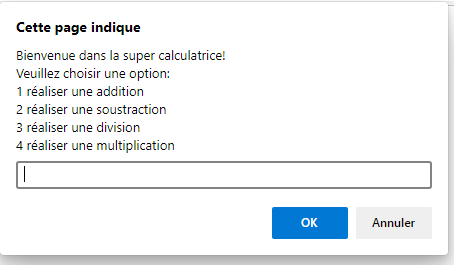 Cette page indique
Bienvenue dans la super calculatrice!
Veuillez choisir une option:
1 réaliser une addition
2 réaliser une soustraction
3 réaliser une division
4 réaliser une multiplication
OK
Annuler